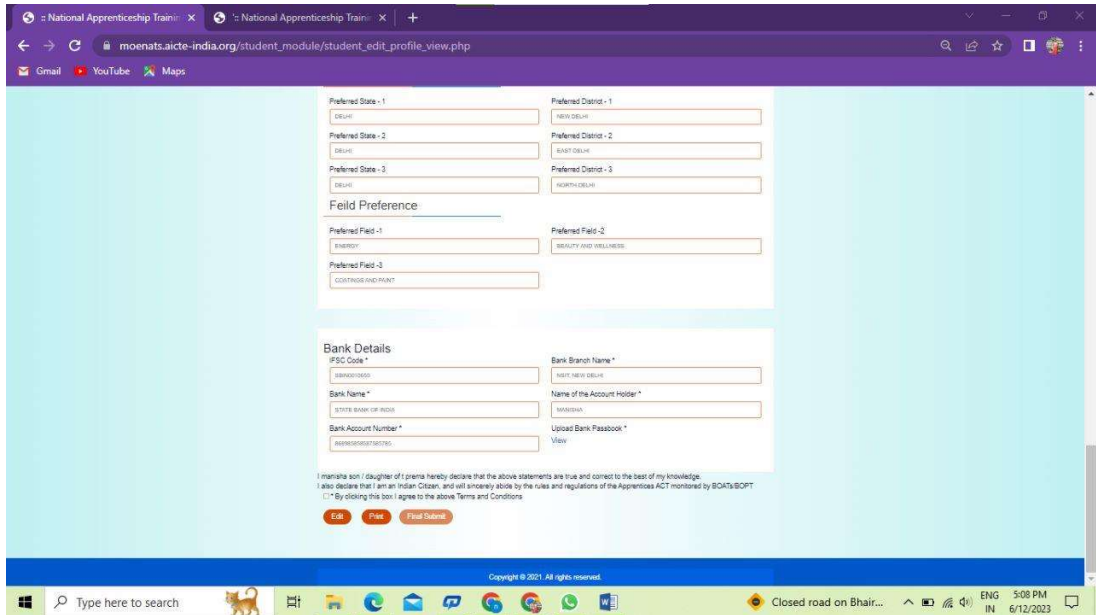 :: National Apprenticeship Trainin
':: National Apprenticeship Trainin
moenats.aicte-india.org/student_module/student_edit_profile_view.php
Gmail YouTube Maps
Preferred State - 1 Preferred District - 1
DELHI NEW DELHI
Preferred State - 2 Preferred District - 2
DELHI EAST DELHI
Preferred State - 3 Preferred District - 3
DELHI NORTH DELHI
Feild Preference
Preferred Field -1 Preferred Field -2
ENERGY BEAUTY AND WELLNESS
Preferred Field -3
COATINGS AND PAINT
Bank Details
IFSC Code * Bank Branch Name *
NSIT, NEW DELHI
Bank Name * Name of the Account Holder *
STATE BANK OF INDIA MANISHA
Bank Account Number * Upload Bank Passbook *
View
I manisha son / daughter of t prema hereby declare that the above statements are true and correct to the best of my knowledge.
I also declare that I am an Indian Citizen, and will sincerely abide by the rules and regulations of the Apprentices ACT monitored by BOATs/BOPT
* By clicking this box I agree to the above Terms and Conditions
Edit Print Final Submit
Copyright © 2021. All rights reserved.
Type here to search
Closed road on Bhair...
ENG 5:08 PM
IN 6/12/2023